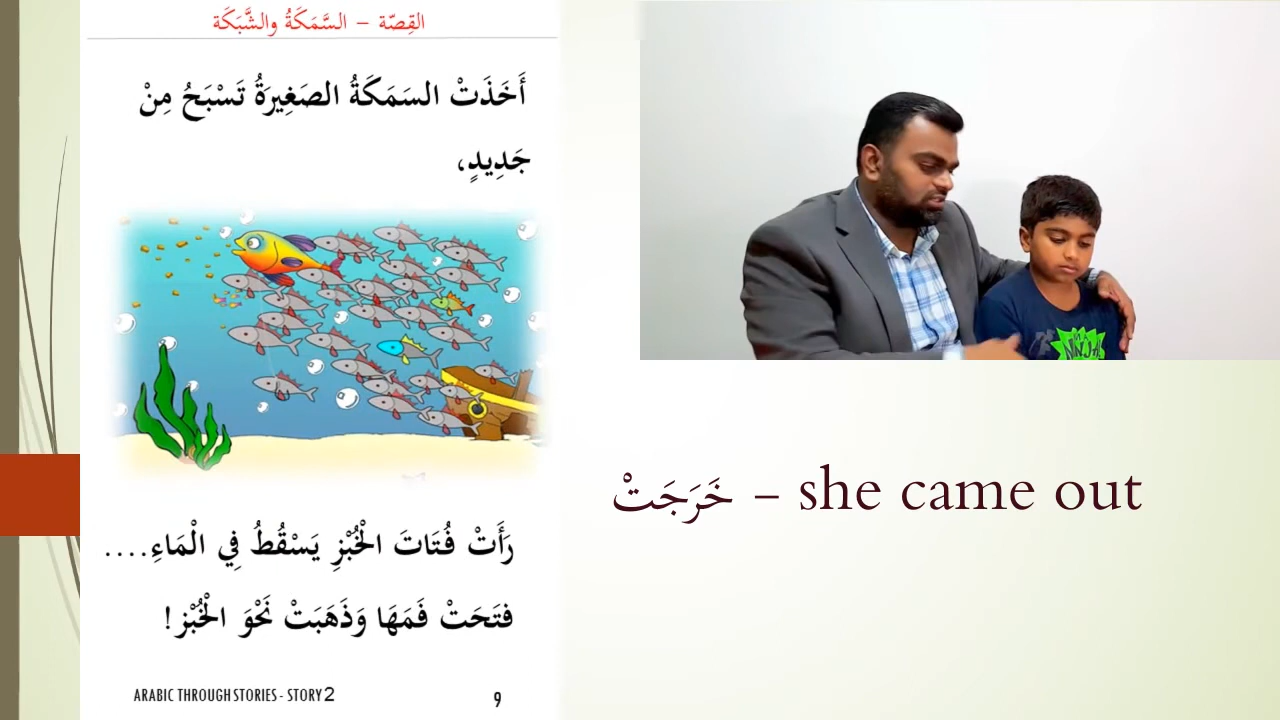 القِصّة – السَّمَكَةُ والشَّبَكَة
أَخَذَتْ السَمَكَةُ الصَغِيرَةُ تَسْبَحُ مِنْ
جَدِيدٍ،
رَأَتْ فُتَاتَ الْخُبْزِ يَسْقُطُ فِي الْمَاءِ....
فتَحَتْ فَمَهَا وَذَهَبَتْ نَحْوَ الْخُبْز!
ARABIC THROUGH STORIES - STORY 2
9
خَرَجَتْ – she came out
NINJA